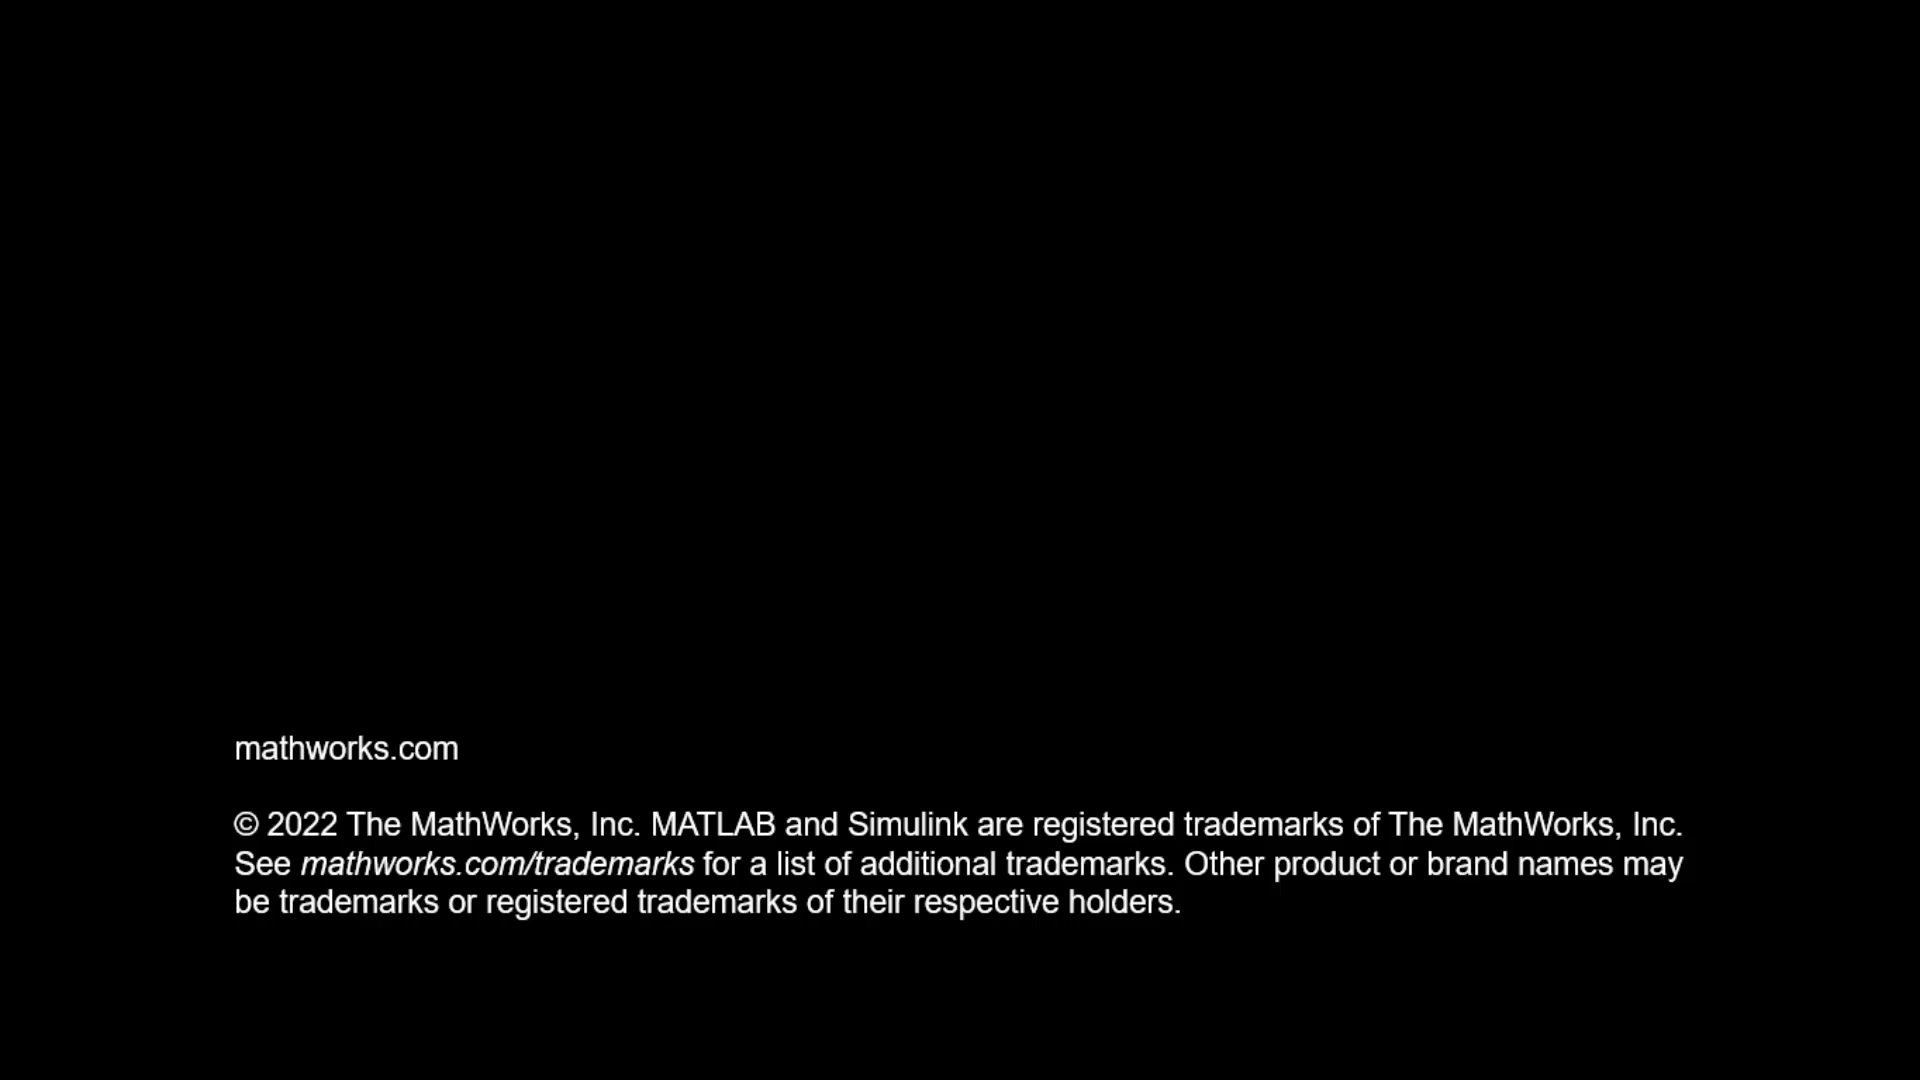 mathworks.com
© 2022 The MathWorks, Inc. MATLAB and Simulink are registered trademarks of The MathWorks, Inc.
See mathworks.com/trademarks for a list of additional trademarks. Other product or brand names may
be trademarks or registered trademarks of their respective holders.